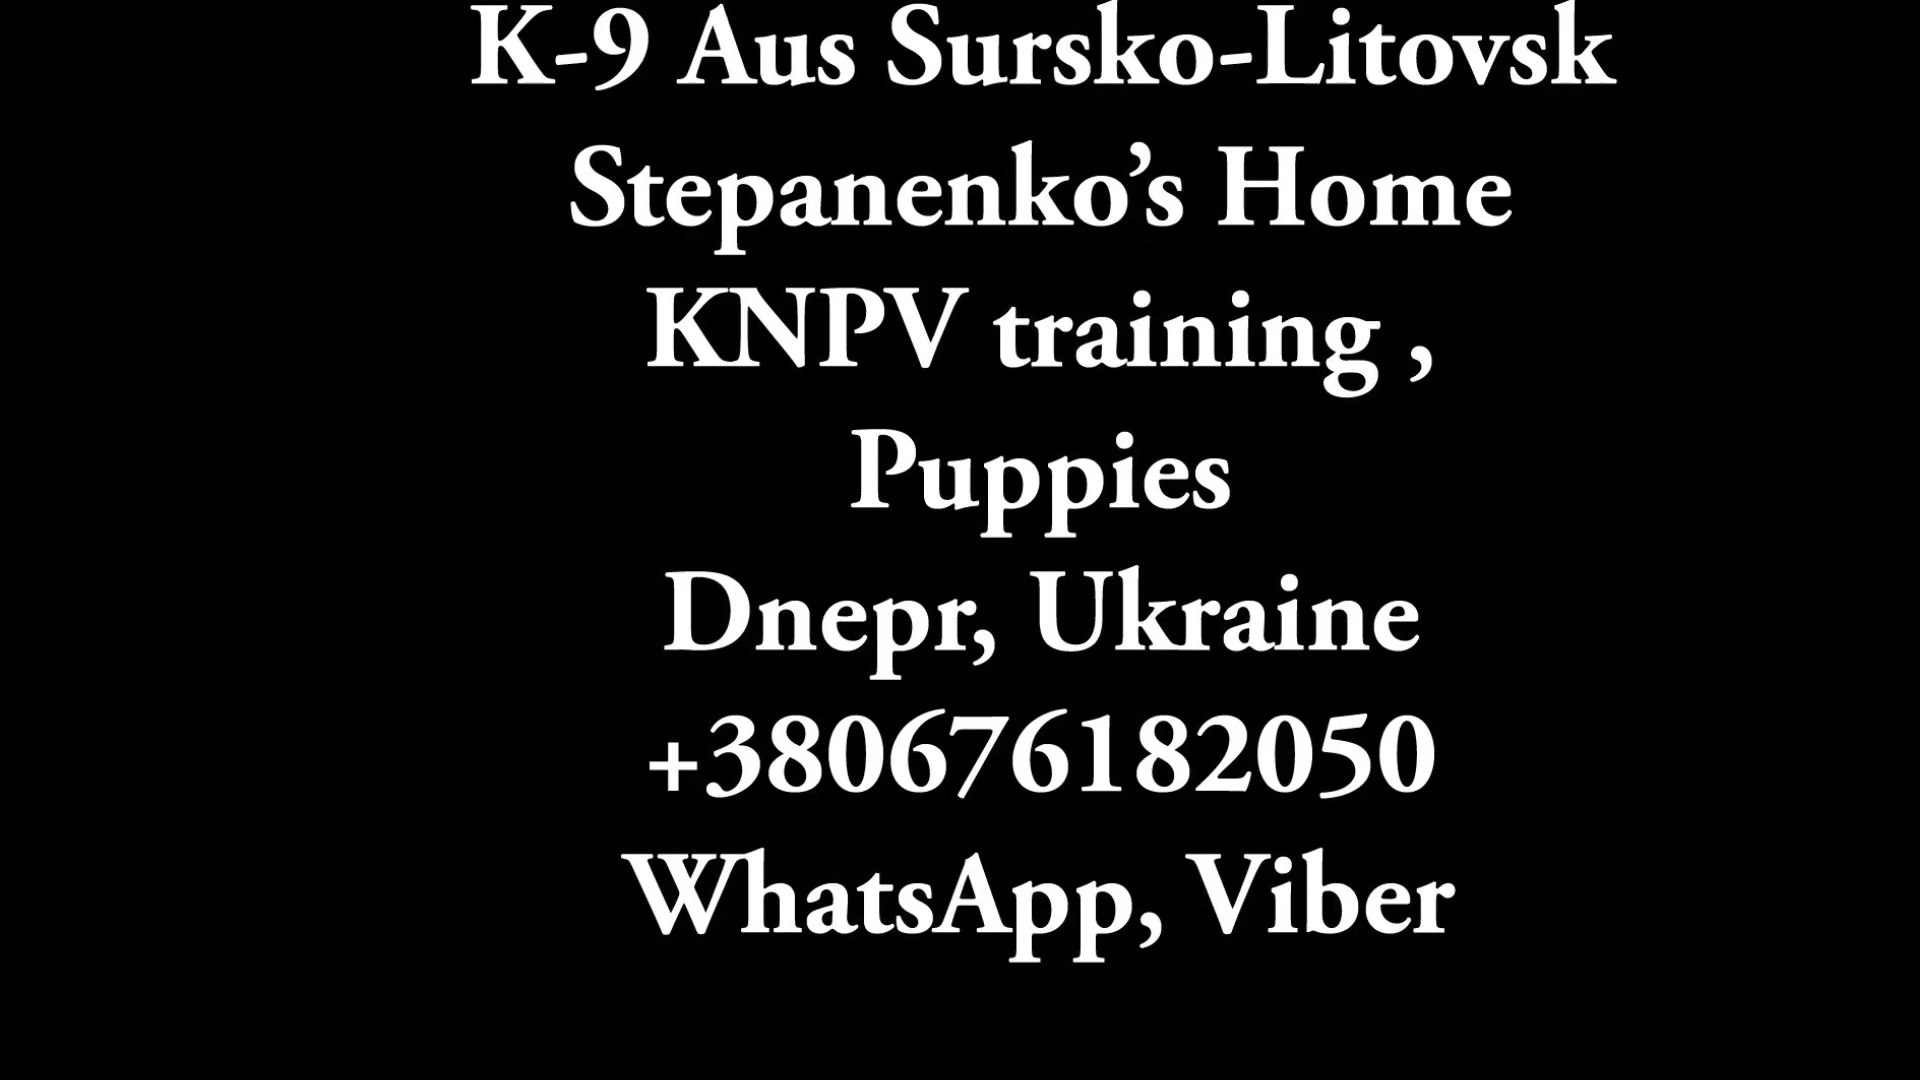 K-9 Aus Sursko-Litovsk
Stepanenko’s Home
KNPV training ,
Puppies
Dnepr, Ukraine
+380676182050
WhatsApp, Viber